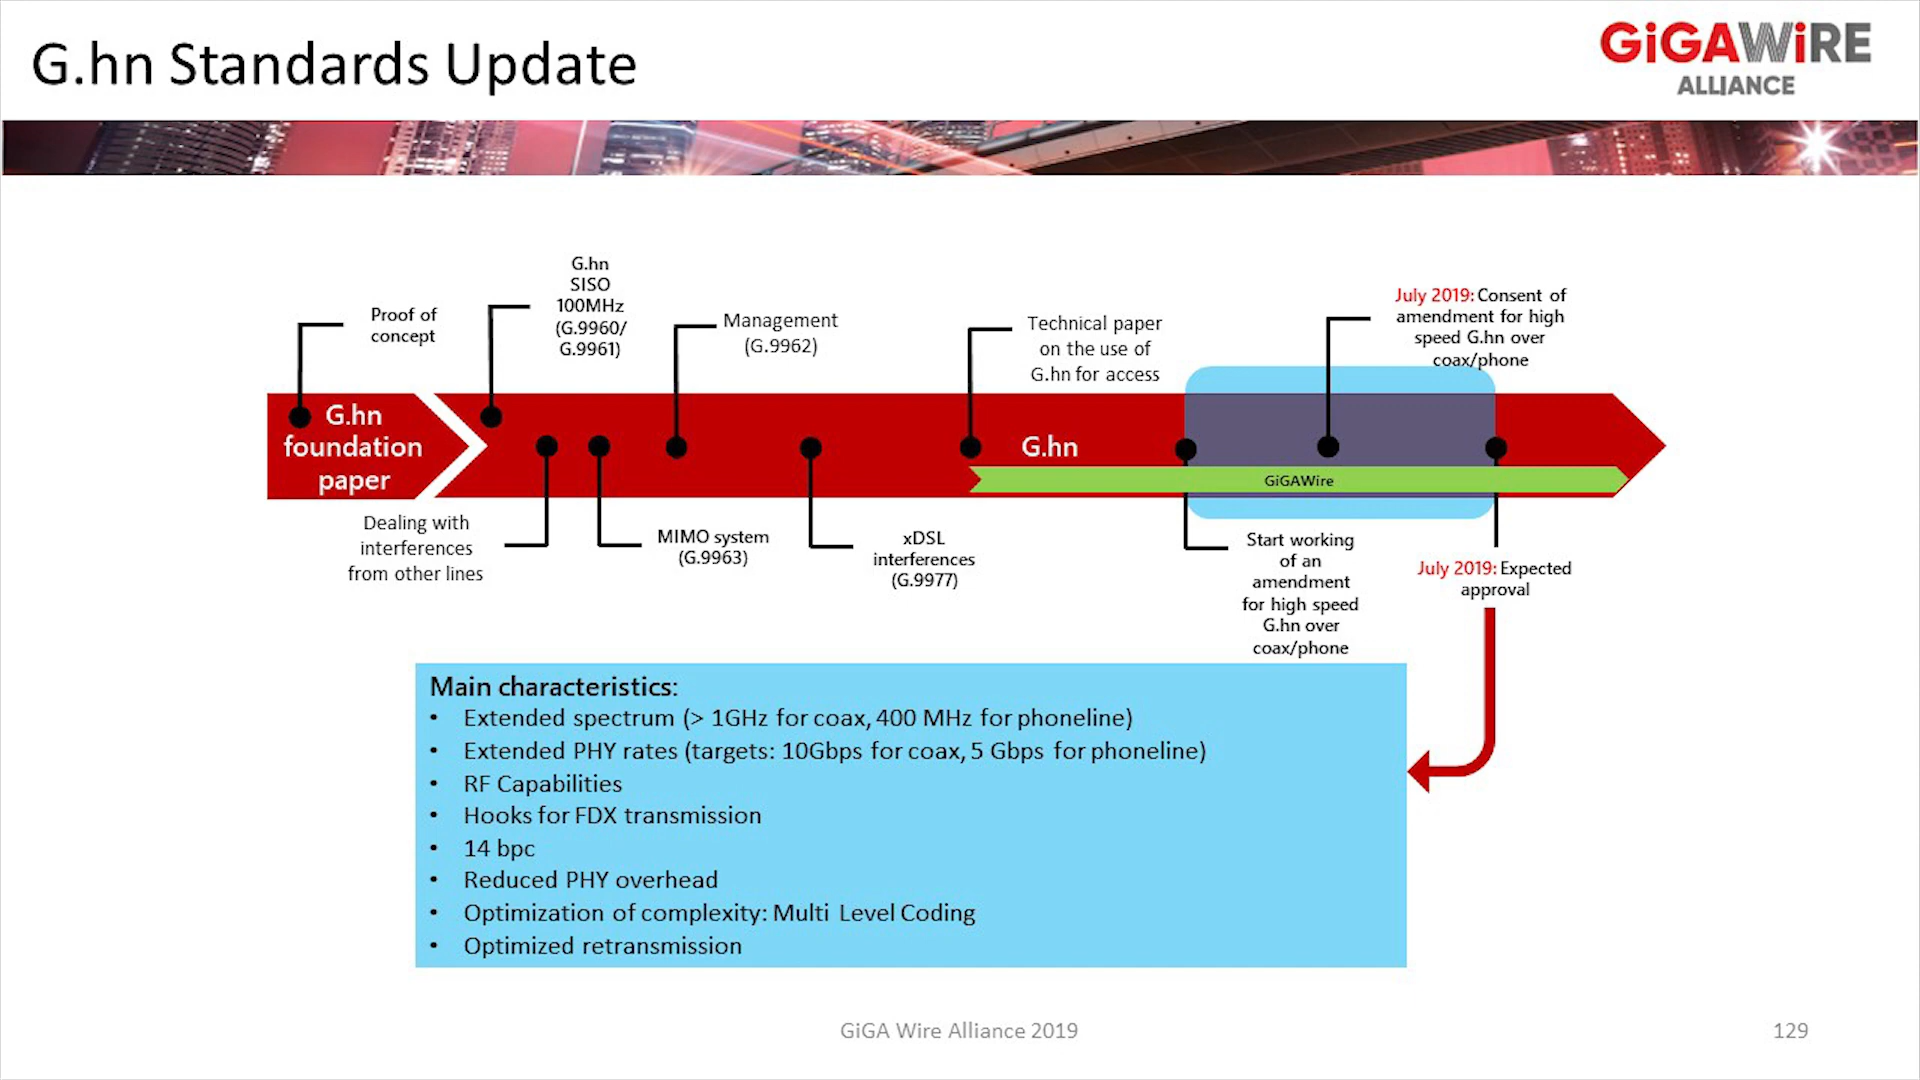 G.hn Standards Update
GiGAWiRE
ALLIANCE
Proof of
concept
G.hn
SISO
100MHz
(G.9960/
G.9961)
Management
(G.9962)
Technical paper
on the use of
G.hn for access
July 2019: Consent of
amendment for high
speed G.hn over
coax/phone
G.hn
foundation
paper
G.hn
GiGAWire
Dealing with
interferences
from other lines
MIMO system
(G.9963)
xDSL
interferences
(G.9977)
Start working
of an
amendment
for high speed
G.hn over
coax/phone
July 2019: Expected
approval
Main characteristics:
• Extended spectrum (> 1GHz for coax, 400 MHz for phoneline)
• Extended PHY rates (targets: 10Gbps for coax, 5 Gbps for phoneline)
• RF Capabilities
• Hooks for FDX transmission
• 14 bpc
• Reduced PHY overhead
• Optimization of complexity: Multi Level Coding
• Optimized retransmission
GiGA Wire Alliance 2019
129